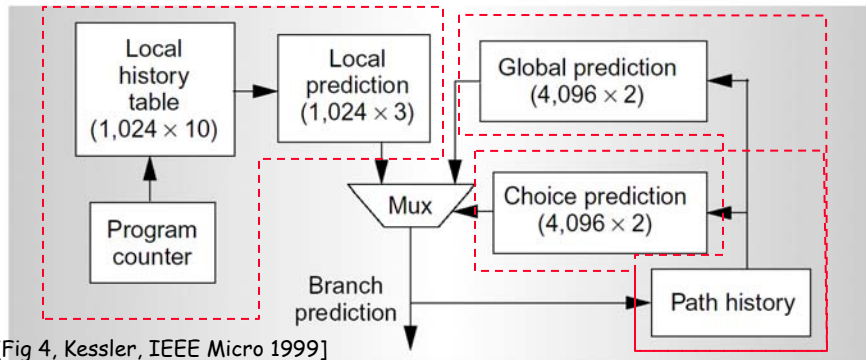 Local
history
table
(1,024 × 10)
Local
prediction
(1,024 × 3)
Global prediction
(4,096 × 2)
Mux
Choice prediction
(4,096 × 2)
Program
counter
Branch
prediction
Path history
[Fig 4, Kessler, IEEE Micro 1999]